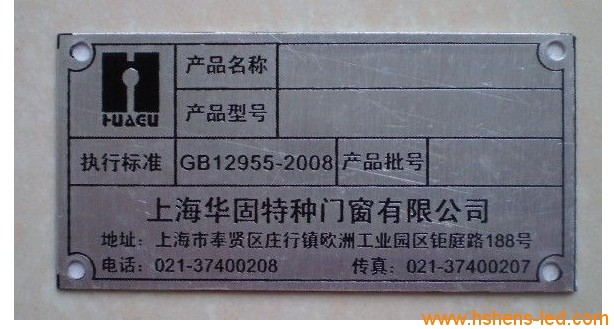 HUAGU
产品名称
产品型号
执行标准 GB12955-2008 产品批号
上海华固特种门窗有限公司
地址：上海市奉贤区庄行镇欧洲工业园区钜庭路188号
电话：021-37400208 传真：021-37400207
www.hshens-led.com